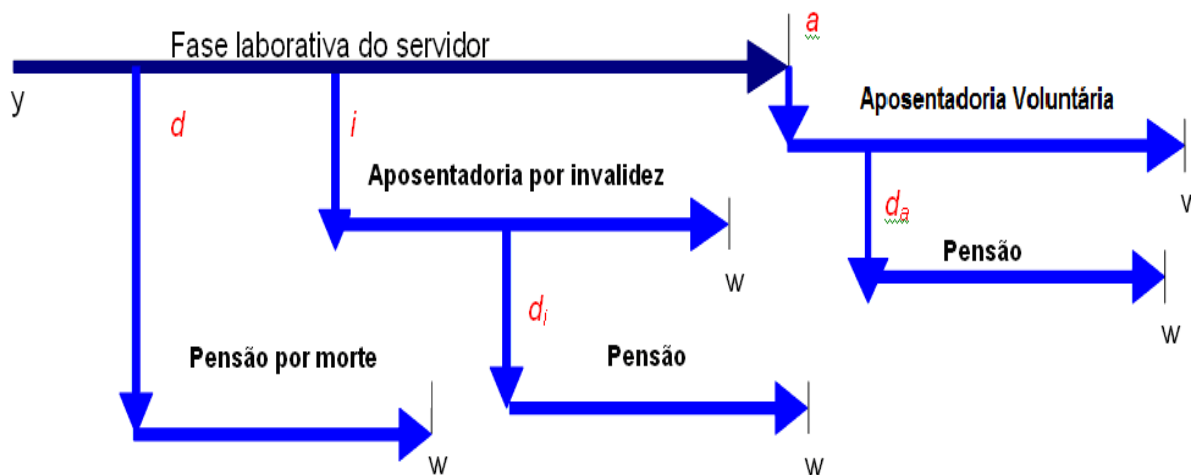 a
Fase laborativa do servidor
y
d
i
Aposentadoria Voluntária
Aposentadoria por invalidez
da
w
Pensão
w
di
w
Pensão por morte
Pensão
w
w